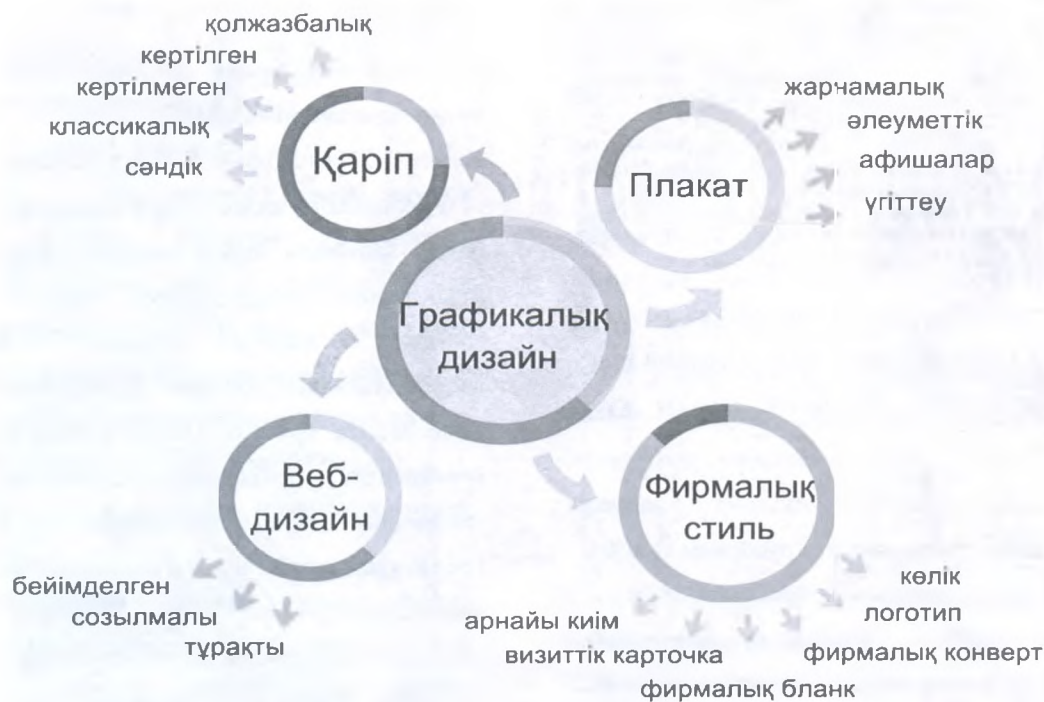 қолжазбалық
кертілген
кертілмеген
классикалық
сәндік
Қаріп
жарнамалық
әлеуметтік
афишалар
үгіттеу
Плакат
Графикалық
дизайн
Веб-
дизайн
бейімделген
созылмалы
тұрақты
Фирмалық
стиль
көлік
логотип
фирмалық конверт
фирмалық бланк
визиттік карточка
арнайы киім